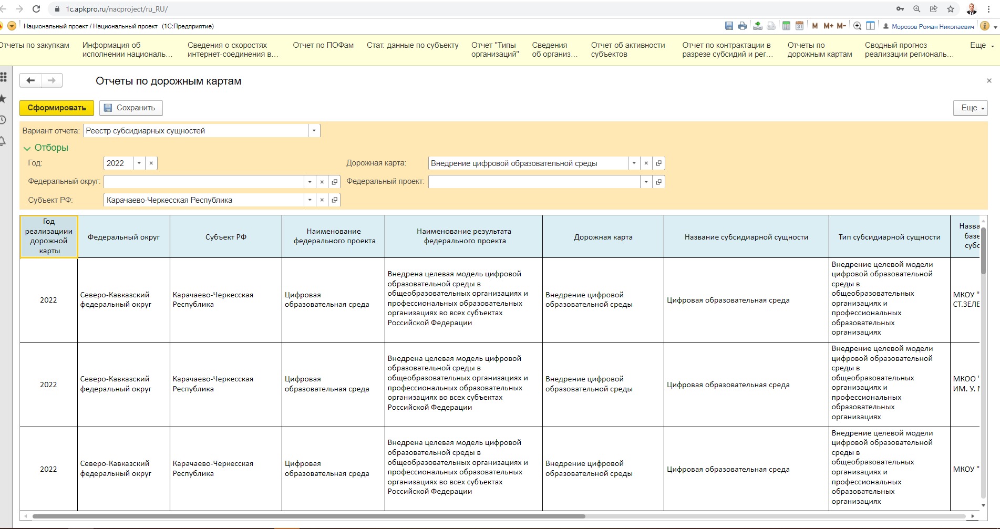 1c.apkpro.ru/nacproject/ru_RU/
Национальный проект / Национальный проект (1С:Предприятие)
31 M M+ M-
Морозов Роман Николаевич
Отчеты по закупкам
Информация об
исполнении националь...
Сведения о скоростях
интернет-соединения в...
Отчет по ПОФам
Стат. данные по субъекту
Отчет "Типы
организаций"
Сведения
об организ...
Отчет об активности
субъектов
Отчет по контрактации в
разрезе субсидий и рег...
Отчеты по
дорожным картам
Сводный прогноз
реализации региональ...
Еще
Отчеты по дорожным картам
Сформировать
Сохранить
Еще
Вариант отчета: Реестр субсидиарных сущностей
Отборы
Год: 2022
Дорожная карта: Внедрение цифровой образовательной среды
Федеральный округ:
Федеральный проект:
Субъект РФ: Карачаево-Черкесская Республика
Год
реализациии
дорожной
карты
Федеральный округ
Субъект РФ
Наименование
федерального проекта
Наименование результата
федерального проекта
Дорожная карта
Название субсидиарной сущности
Тип субсидиарной сущности
Назва
базе
субс
2022
Северо-Кавказский
федеральный округ
Карачаево-Черкесская
Республика
Цифровая
образовательная среда
Внедрена целевая модель цифровой
образовательной среды в
общеобразовательных организациях и
профессиональных образовательных
организациях во всех субъектах
Российской Федерации
Внедрение цифровой
образовательной среды
Цифровая образовательная среда
Внедрение целевой модели
цифровой образовательной
среды в
общеобразовательных
организациях и
профессиональных
образовательных
организациях
МКОУ "
СТ.ЗЕЛЕ
2022
Северо-Кавказский
федеральный округ
Карачаево-Черкесская
Республика
Цифровая
образовательная среда
Внедрена целевая модель цифровой
образовательной среды в
общеобразовательных организациях и
профессиональных образовательных
организациях во всех субъектах
Российской Федерации
Внедрение цифровой
образовательной среды
Цифровая образовательная среда
Внедрение целевой модели
цифровой образовательной
среды в
общеобразовательных
организациях и
профессиональных
образовательных
организациях
МКОО "
ИМ. У.
2022
Северо-Кавказский
федеральный округ
Карачаево-Черкесская
Республика
Цифровая
образовательная среда
Внедрена целевая модель цифровой
образовательной среды в
общеобразовательных организациях и
профессиональных образовательных
организациях во всех субъектах
Российской Федерации
Внедрение цифровой
образовательной среды
Цифровая образовательная среда
Внедрение целевой модели
цифровой образовательной
среды в
общеобразовательных
организациях и
профессиональных
образовательных
организациях
МКОУ "